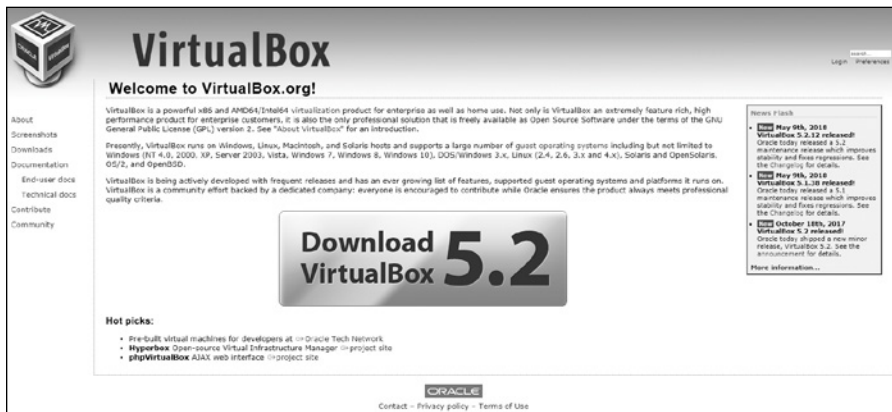 ORACLE
VirtualBox
VirtualBox
search...
Login Preferences
Welcome to VirtualBox.org!
About
Screenshots
Downloads
Documentation
End-user docs
Technical docs
Contribute
Community
VirtualBox is a powerful x86 and AMD64/Intel64 virtualization product for enterprise as well as home use. Not only is VirtualBox an extremely feature rich, high
performance product for enterprise customers, it is also the only professional solution that is freely available as Open Source Software under the terms of the GNU
General Public License (GPL) version 2. See "About VirtualBox" for an introduction.
Presently, VirtualBox runs on Windows, Linux, Macintosh, and Solaris hosts and supports a large number of guest operating systems including but not limited to
Windows (NT 4.0, 2000, XP, Server 2003, Vista, Windows 7, Windows 8, Windows 10), DOS/Windows 3.x, Linux (2.4, 2.6, 3.x and 4.x), Solaris and OpenSolaris,
OS/2, and OpenBSD.
VirtualBox is being actively developed with frequent releases and has an ever growing list of features, supported guest operating systems and platforms it runs on.
VirtualBox is a community effort backed by a dedicated company: everyone is encouraged to contribute while Oracle ensures the product always meets professional
quality criteria.
Download
VirtualBox 5.2
Hot picks:
• Pre-built virtual machines for developers at Oracle Tech Network
• Hyperbox Open-source Virtual Infrastructure Manager project site
• phpVirtualBox AJAX web interface project site
News Flash
• New May 9th, 2018
VirtualBox 5.2.12 released!
Oracle today released a 5.2
maintenance release which improves
stability and fixes regressions. See
the Changelog for details.
• New May 9th, 2018
VirtualBox 5.1.38 released!
Oracle today released a 5.1
maintenance release which improves
stability and fixes regressions. See
the Changelog for details.
• New October 18th, 2017
VirtualBox 5.2 released!
Oracle today shipped a new minor
release, VirtualBox 5.2. See the
announcement for details.
More information...
ORACLE
Contact – Privacy policy – Terms of Use